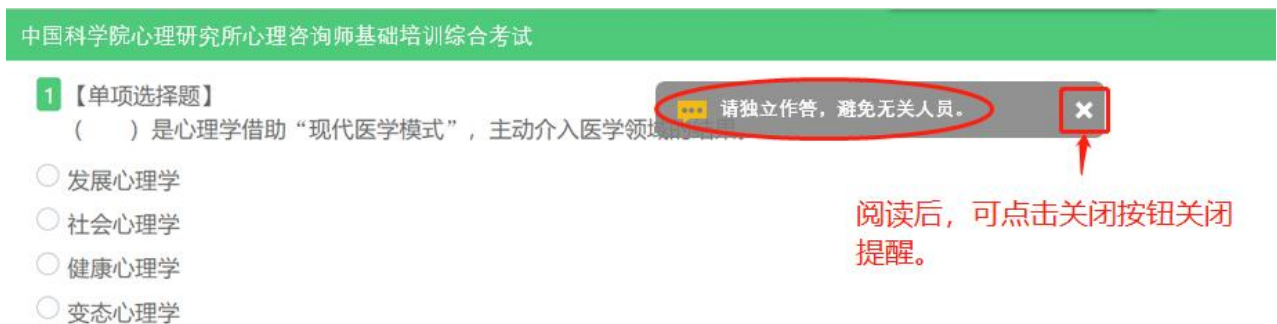 中国科学院心理研究所心理咨询师基础培训综合考试
1 【单项选择题】
（　　）是心理学借助“现代医学模式”，主动介入医学领域的结果。
请独立作答，避免无关人员。
发展心理学
社会心理学
健康心理学
变态心理学
阅读后，可点击关闭按钮关闭
提醒。